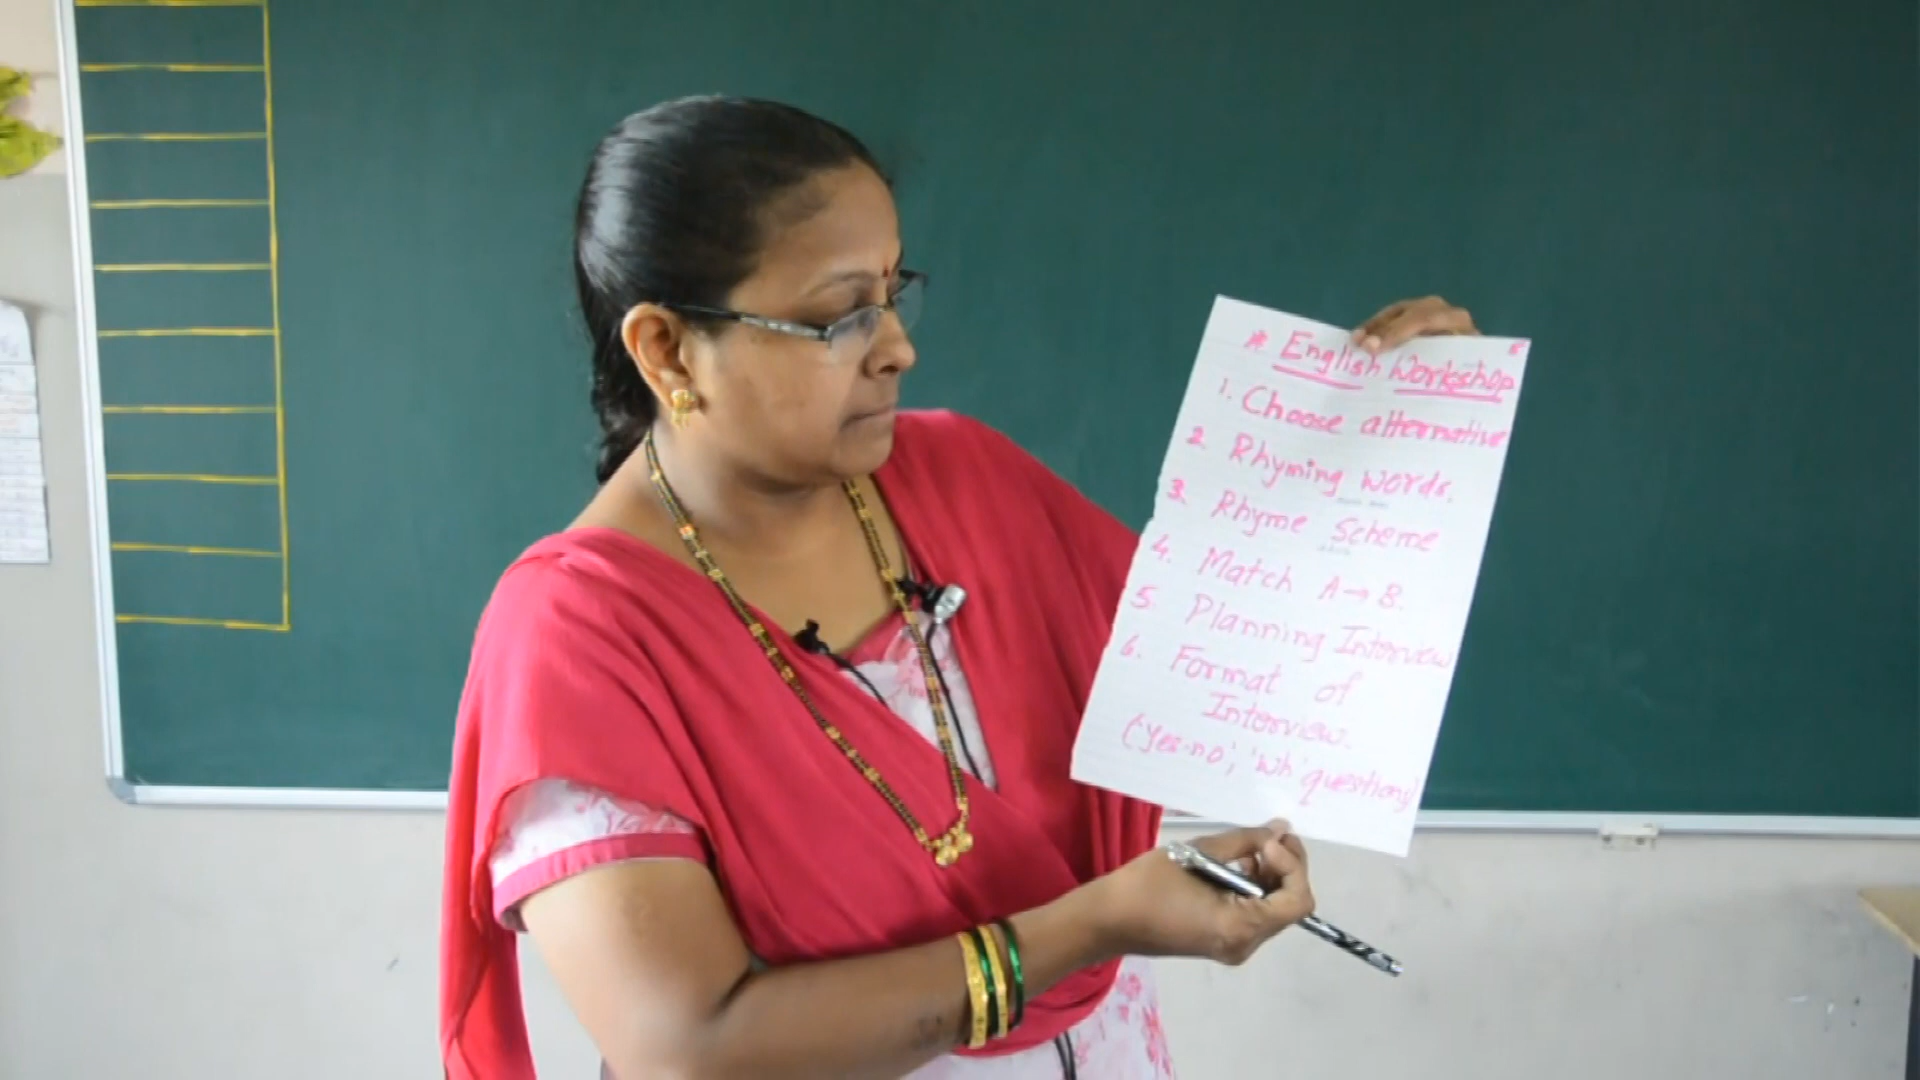 5
* English Workshop
1. Choose alternative
2. Rhyming words.
3. Rhyme Scheme
4. Match A → B.
5. Planning Interview
6. Format of
Interview.
('Yes-no', 'Wh' questions)